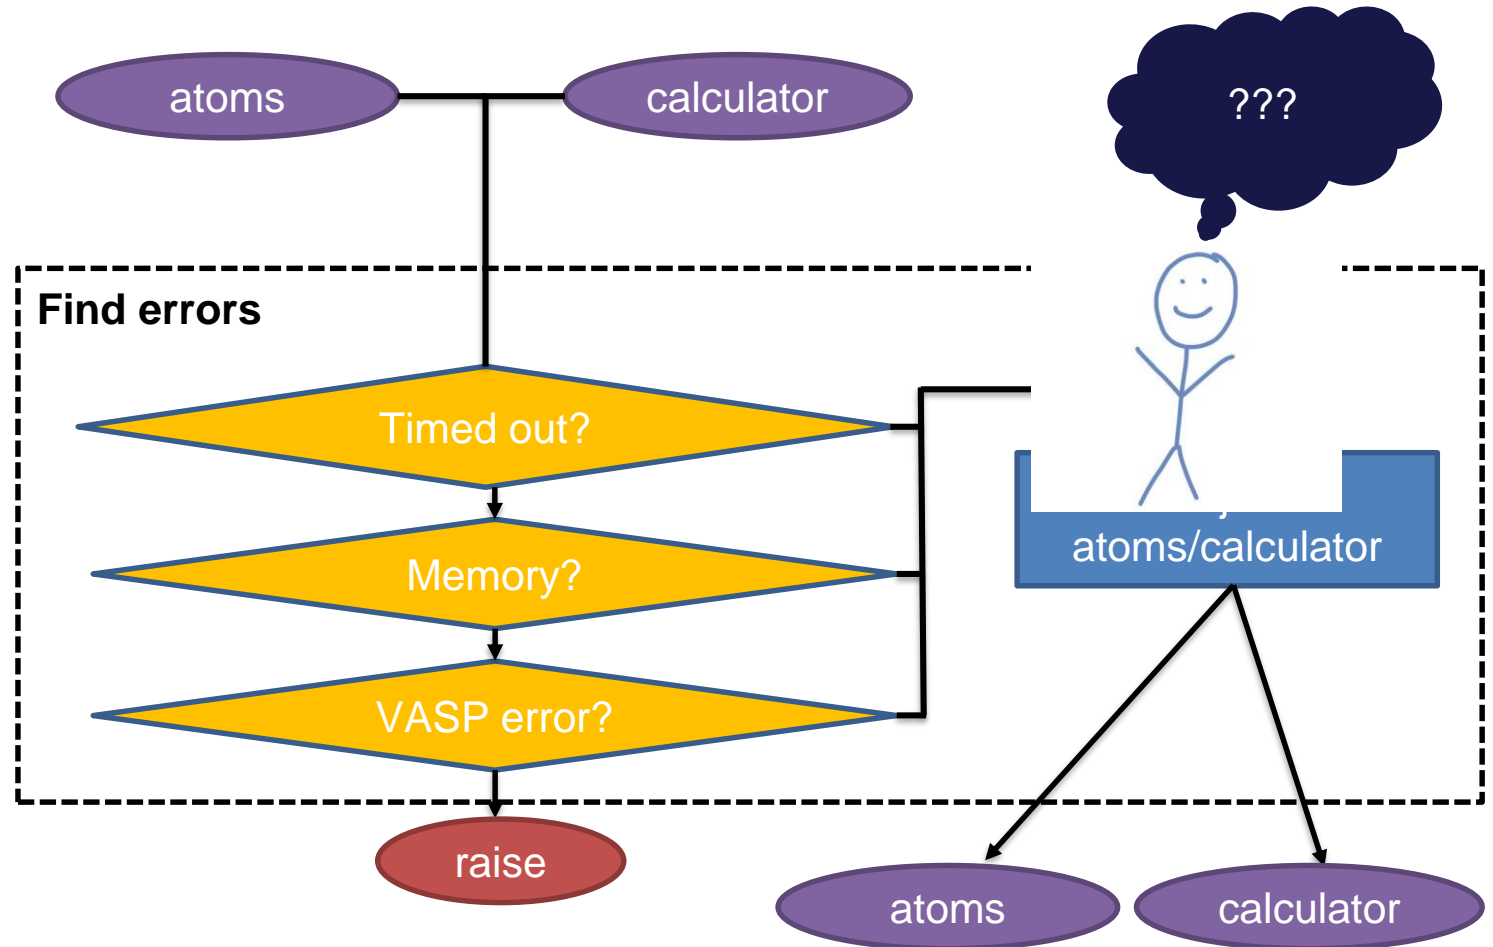 atoms
calculator
???
Find errors
Timed out?
Memory?
atoms/calculator
VASP error?
raise
atoms
calculator